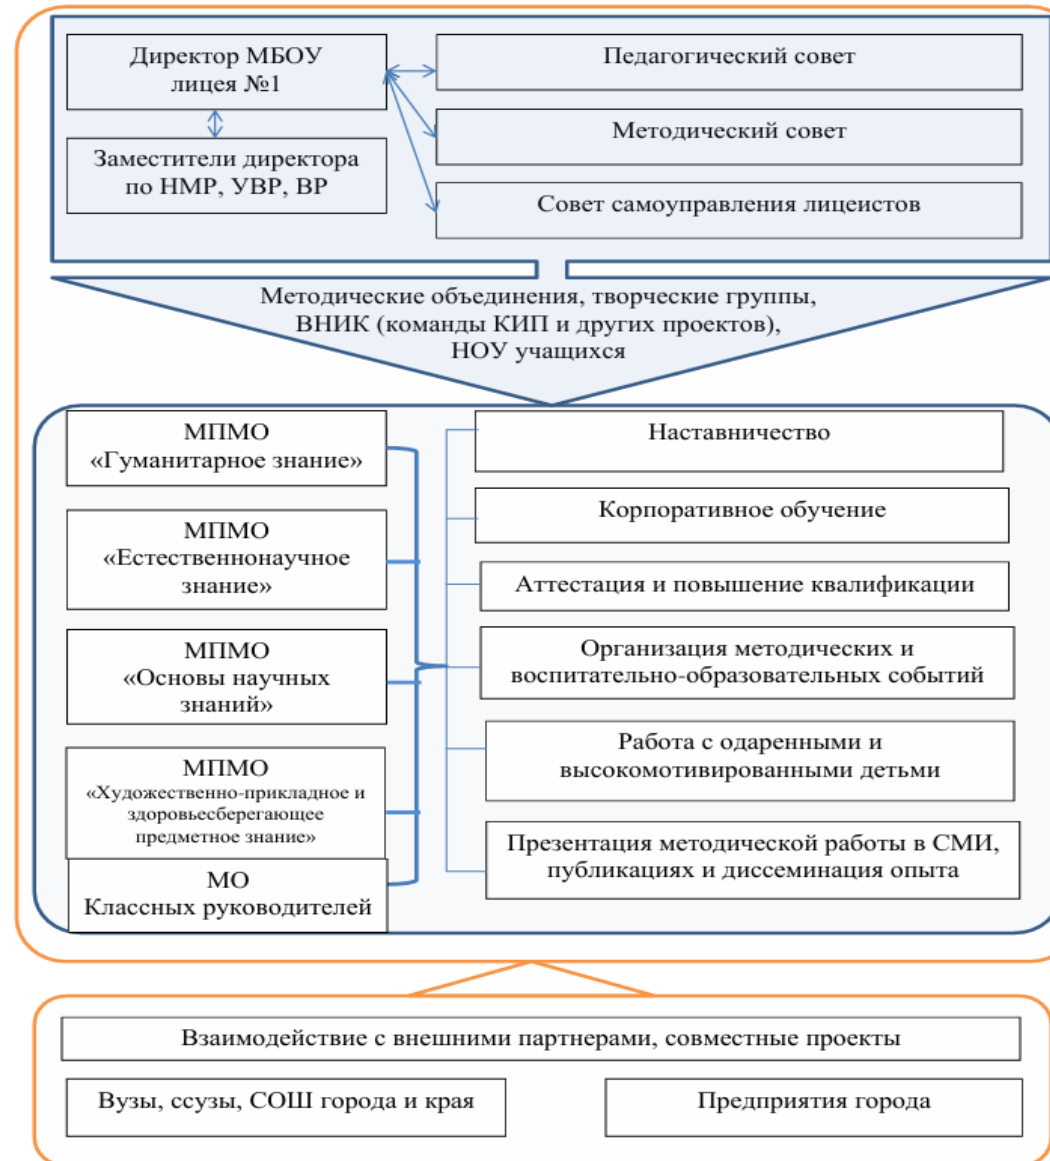 Директор МБОУ
лицея №1
Заместители директора
по НМР, УВР, ВР
Педагогический совет
Методический совет
Совет самоуправления лицеистов
Методические объединения, творческие группы,
ВНИК (команды КИП и других проектов),
НОУ учащихся
МПМО
«Гуманитарное знание»
МПМО
«Естественнонаучное
знание»
МПМО
«Основы научных
знаний»
МПМО
«Художественно-прикладное и
здоровьесберегающее
предметное знание»
МО
Классных руководителей
Наставничество
Корпоративное обучение
Аттестация и повышение квалификации
Организация методических и
воспитательно-образовательных событий
Работа с одаренными и
высокомотивированными детьми
Презентация методической работы в СМИ,
публикациях и диссеминация опыта
Взаимодействие с внешними партнерами, совместные проекты
Вузы, ссузы, СОШ города и края
Предприятия города